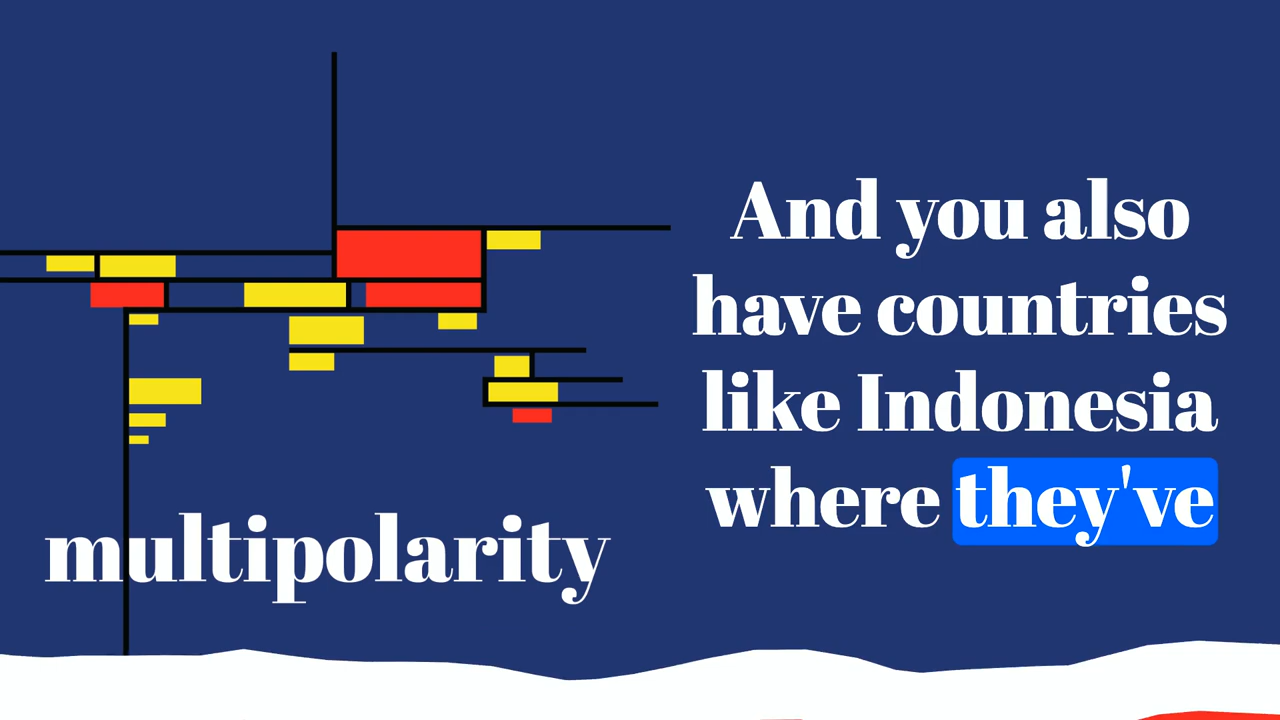 And you also
have countries
like Indonesia
where they've
multipolarity